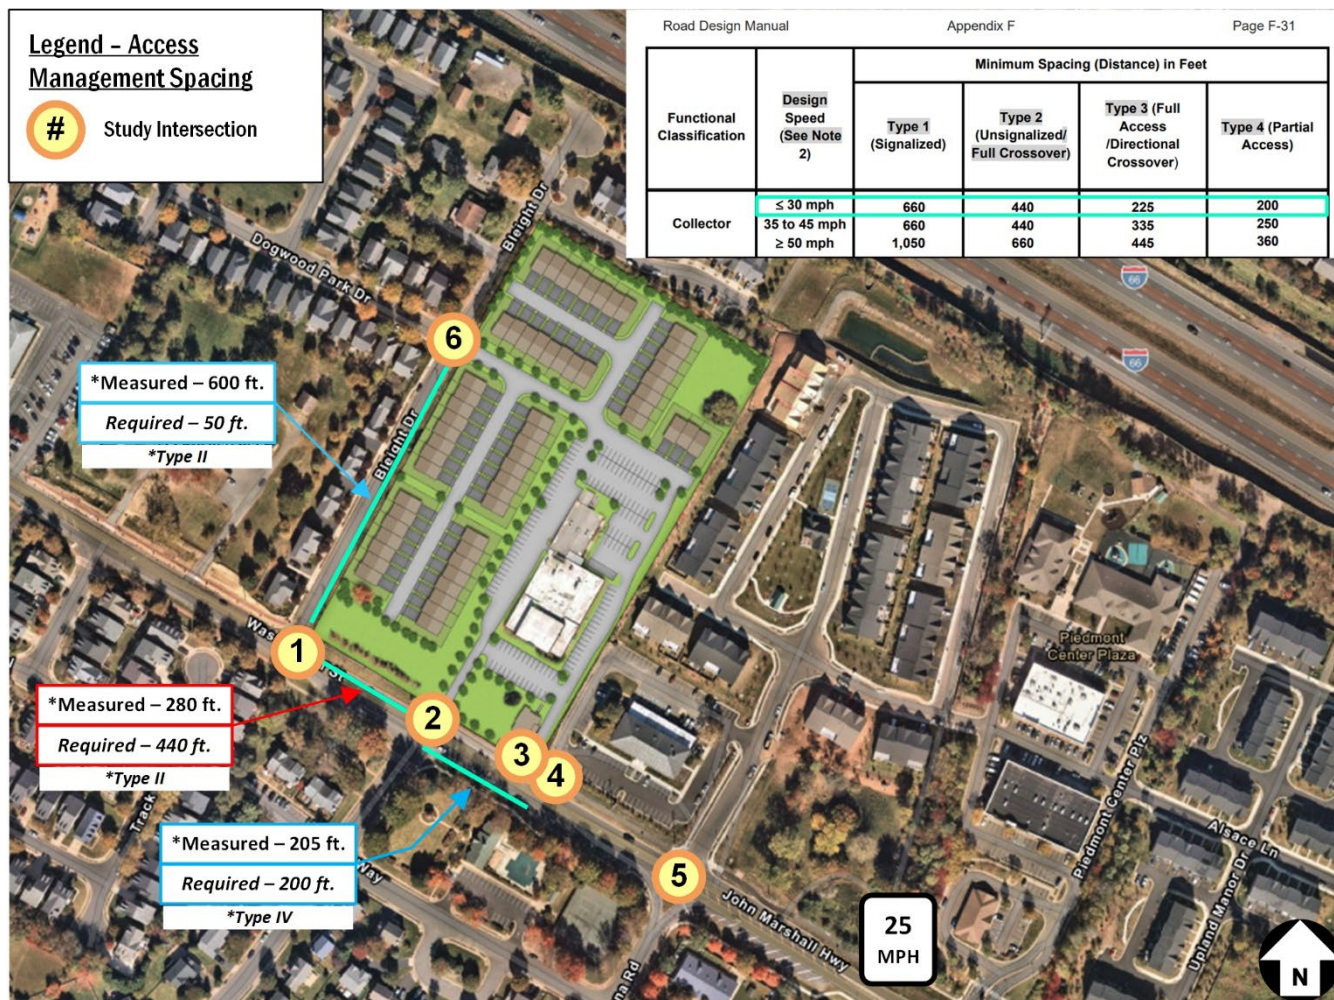 Legend – Access
Management Spacing
#
Study Intersection
Road Design Manual
Appendix F
Page F-31
Functional
Classification
Design
Speed
(See Note
2)
Minimum Spacing (Distance) in Feet
Type 1
(Signalized)
Type 2
(Unsignalized/
Full Crossover)
Type 3 (Full
Access
/Directional
Crossover)
Type 4 (Partial
Access)
Collector
≤ 30 mph 660 440 225 200
35 to 45 mph 660 440 335 250
≥ 50 mph 1,050 660 445 360
Bleight Dr
Dogwood Park Dr
66
66
6
*Measured – 600 ft.
Required – 50 ft.
*Type II
Bleight Dr
Was
St
1
*Measured – 280 ft.
Required – 440 ft.
*Type II
2
3
4
Track
*Measured – 205 ft.
Required – 200 ft.
*Type IV
Way
5
na Rd
John Marshall Hwy
25
MPH
Piedmont
Center Plaza
Piedmont Center Plz
Alsace Ln
Upland Manor Dr
N